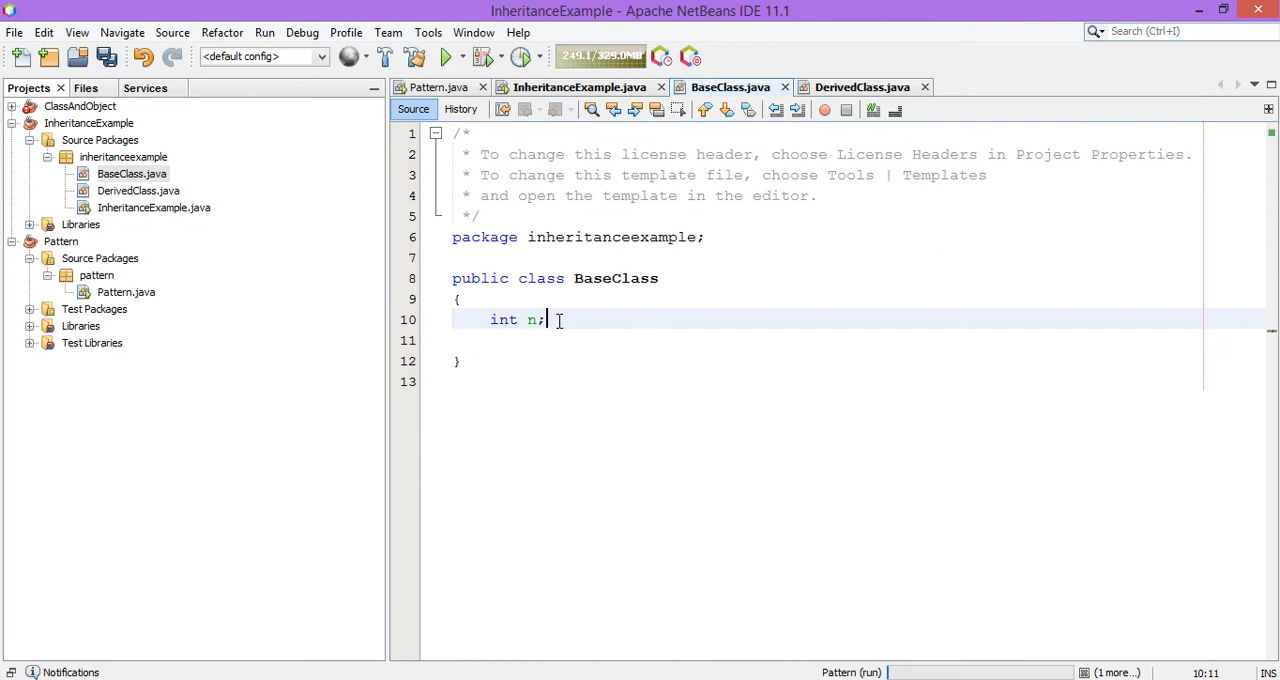 InheritanceExample - Apache NetBeans IDE 11.1
File Edit View Navigate Source Refactor Run Debug Profile Team Tools Window Help
Search (Ctrl+I)
<default config>
249.1/329.0MB
Projects Files Services
Pattern.java InheritanceExample.java BaseClass.java DerivedClass.java
Source History
ClassAndObject
InheritanceExample
Source Packages
inheritanceexample
BaseClass.java
DerivedClass.java
InheritanceExample.java
Libraries
Pattern
Source Packages
pattern
Pattern.java
Test Packages
Libraries
Test Libraries
1 /*
2 * To change this license header, choose License Headers in Project Properties.
3 * To change this template file, choose Tools | Templates
4 * and open the template in the editor.
5 */
6 package inheritanceexample;
7
8 public class BaseClass
9 {
10 int n;
11
12 }
13
Notifications
Pattern (run)
(1 more...)
10:11
INS